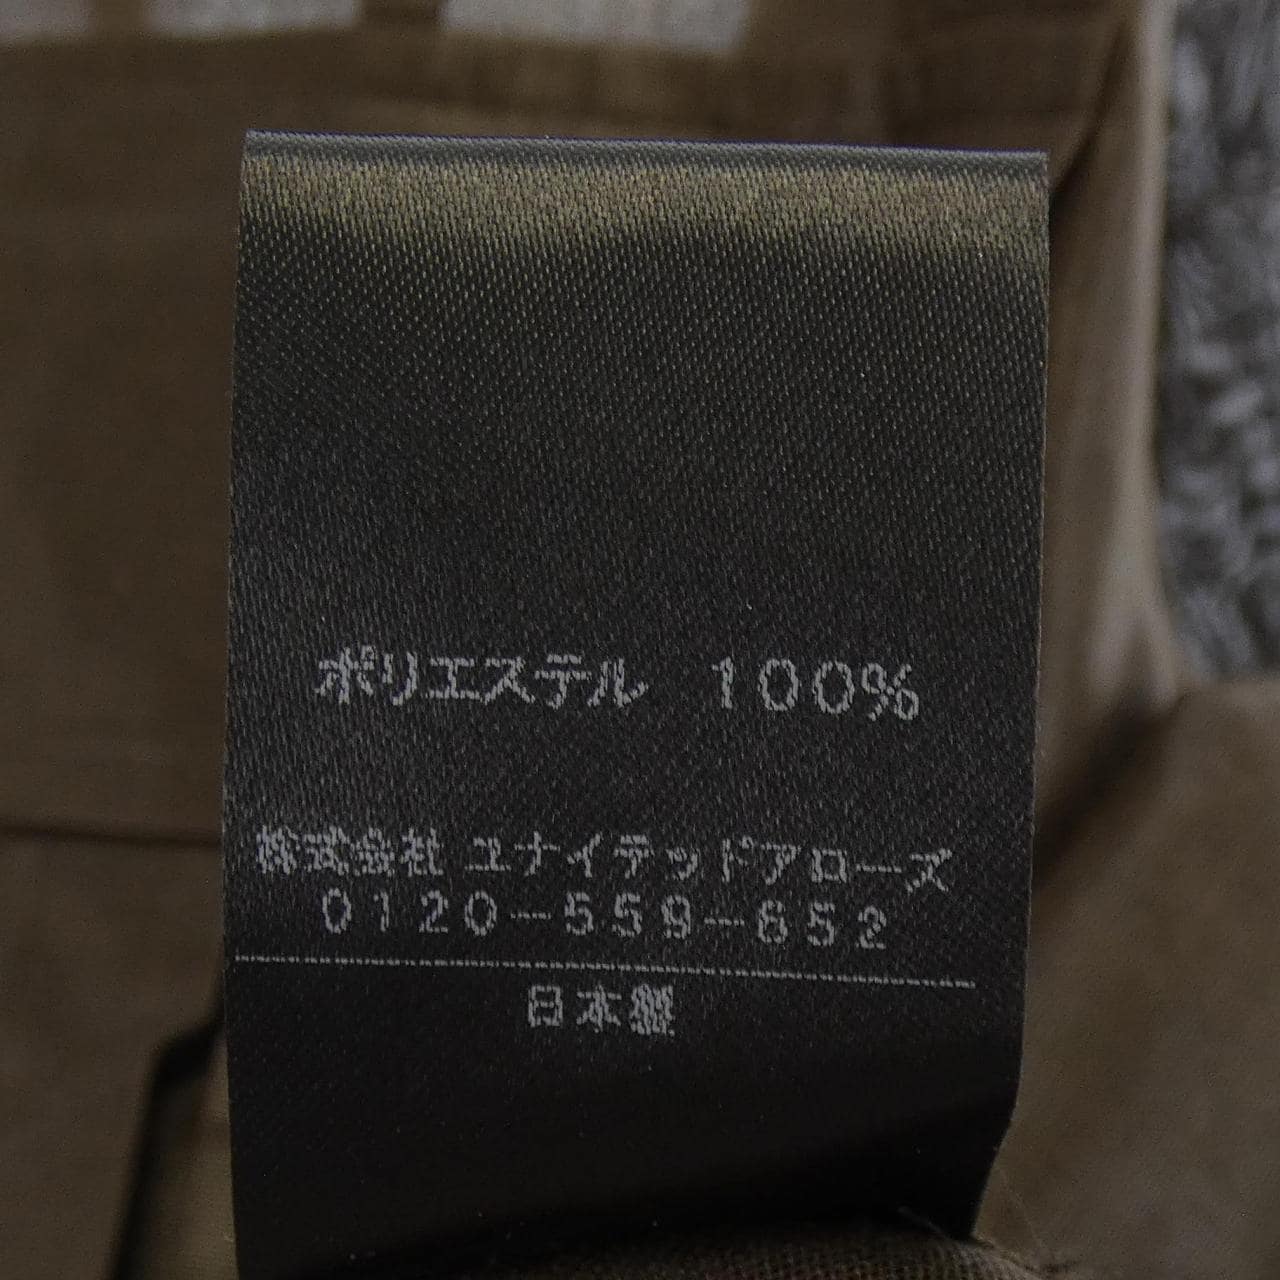 ポリエステル 100%
株式会社 ユナイテッドアローズ
0120-559-652
日本製